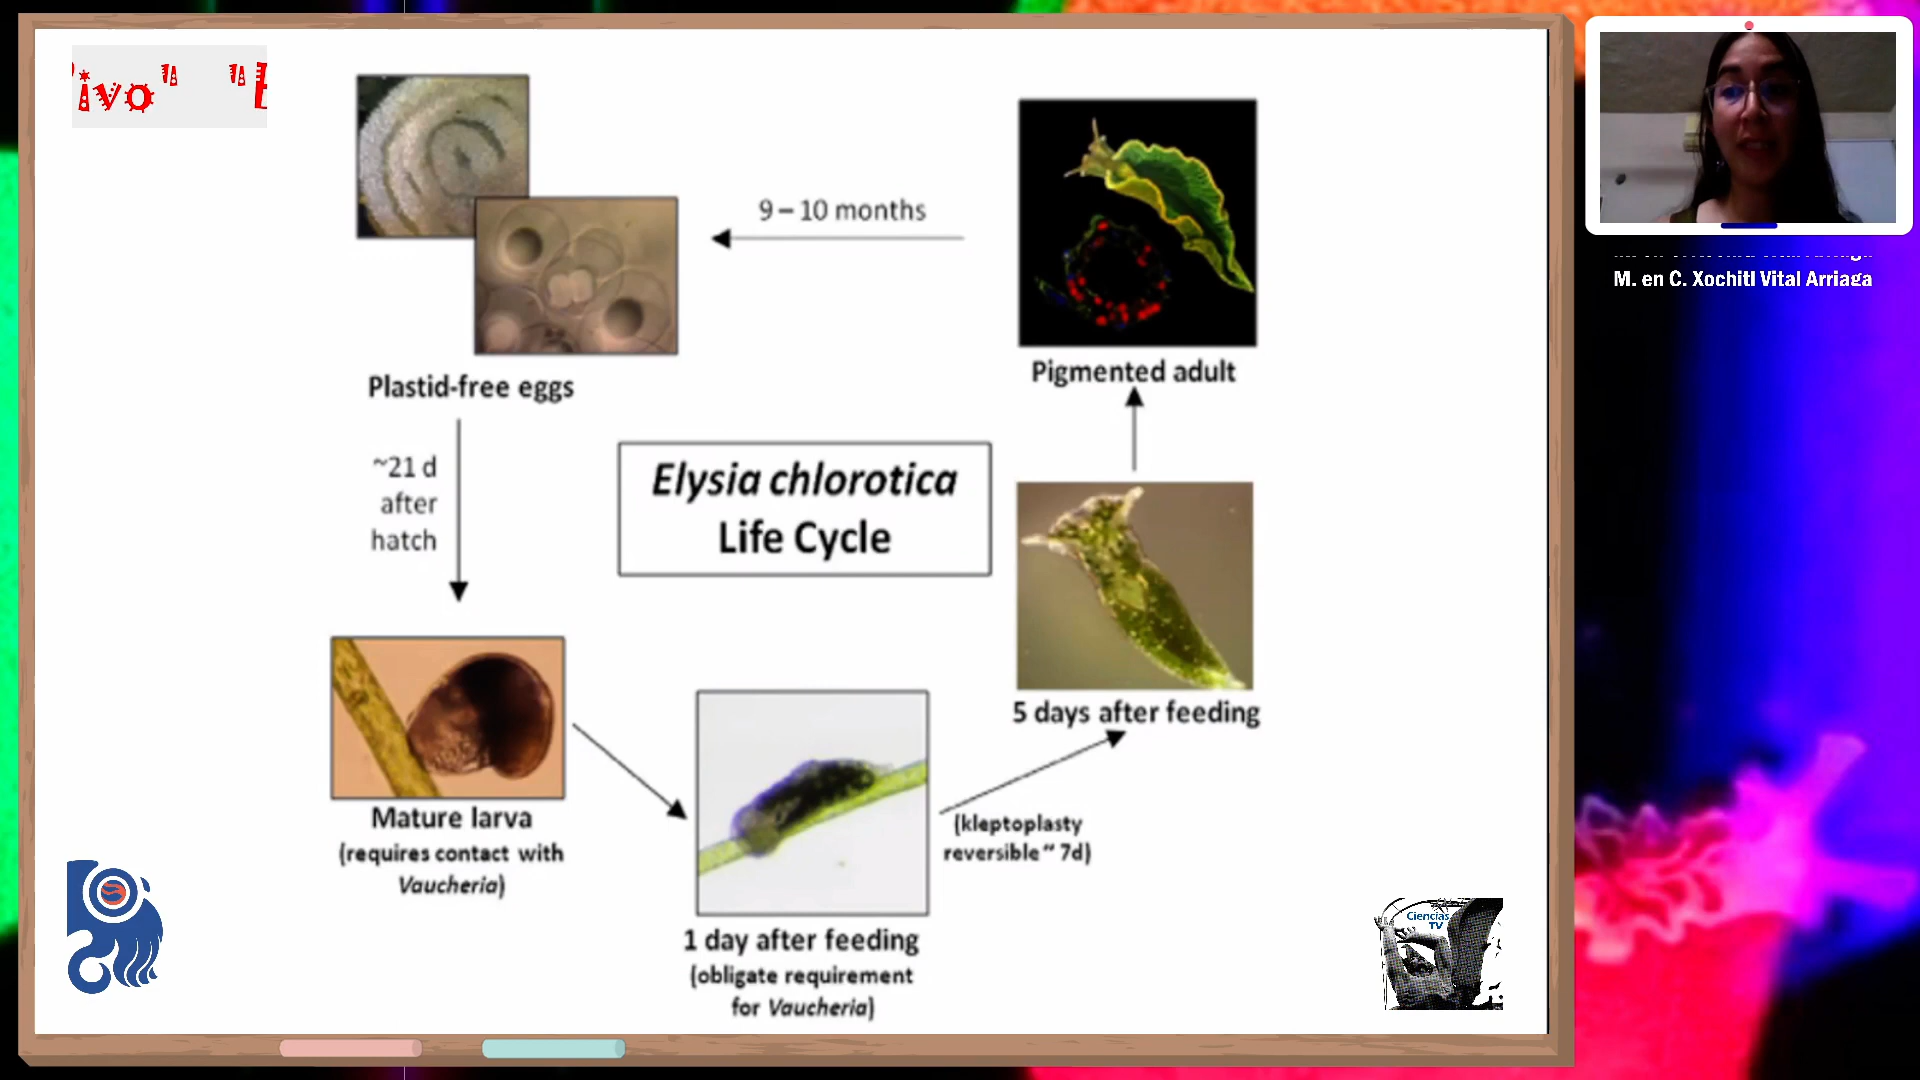 ivo" "E
9 – 10 months
Plastid-free eggs
Pigmented adult
~21 d
after
hatch
Elysia chlorotica
Life Cycle
5 days after feeding
Mature larva
(requires contact with
Vaucheria)
(kleptoplasty
reversible ~ 7d)
1 day after feeding
(obligate requirement
for Vaucheria)
Ciencias
TV
M. en C. Xochitl Vital Arriaga